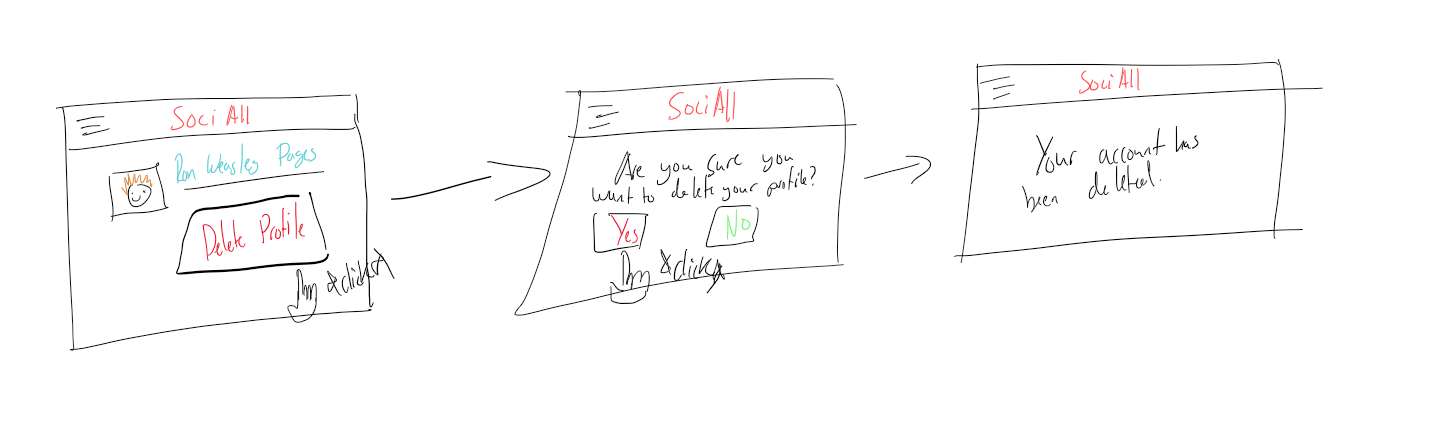 Soci All
Ron Weasley Pages
Delete Profile
*click*
Soci All
Are you sure you
want to delete your profile?
Yes
No
*click*
Soci All
Your account has
been deleted.